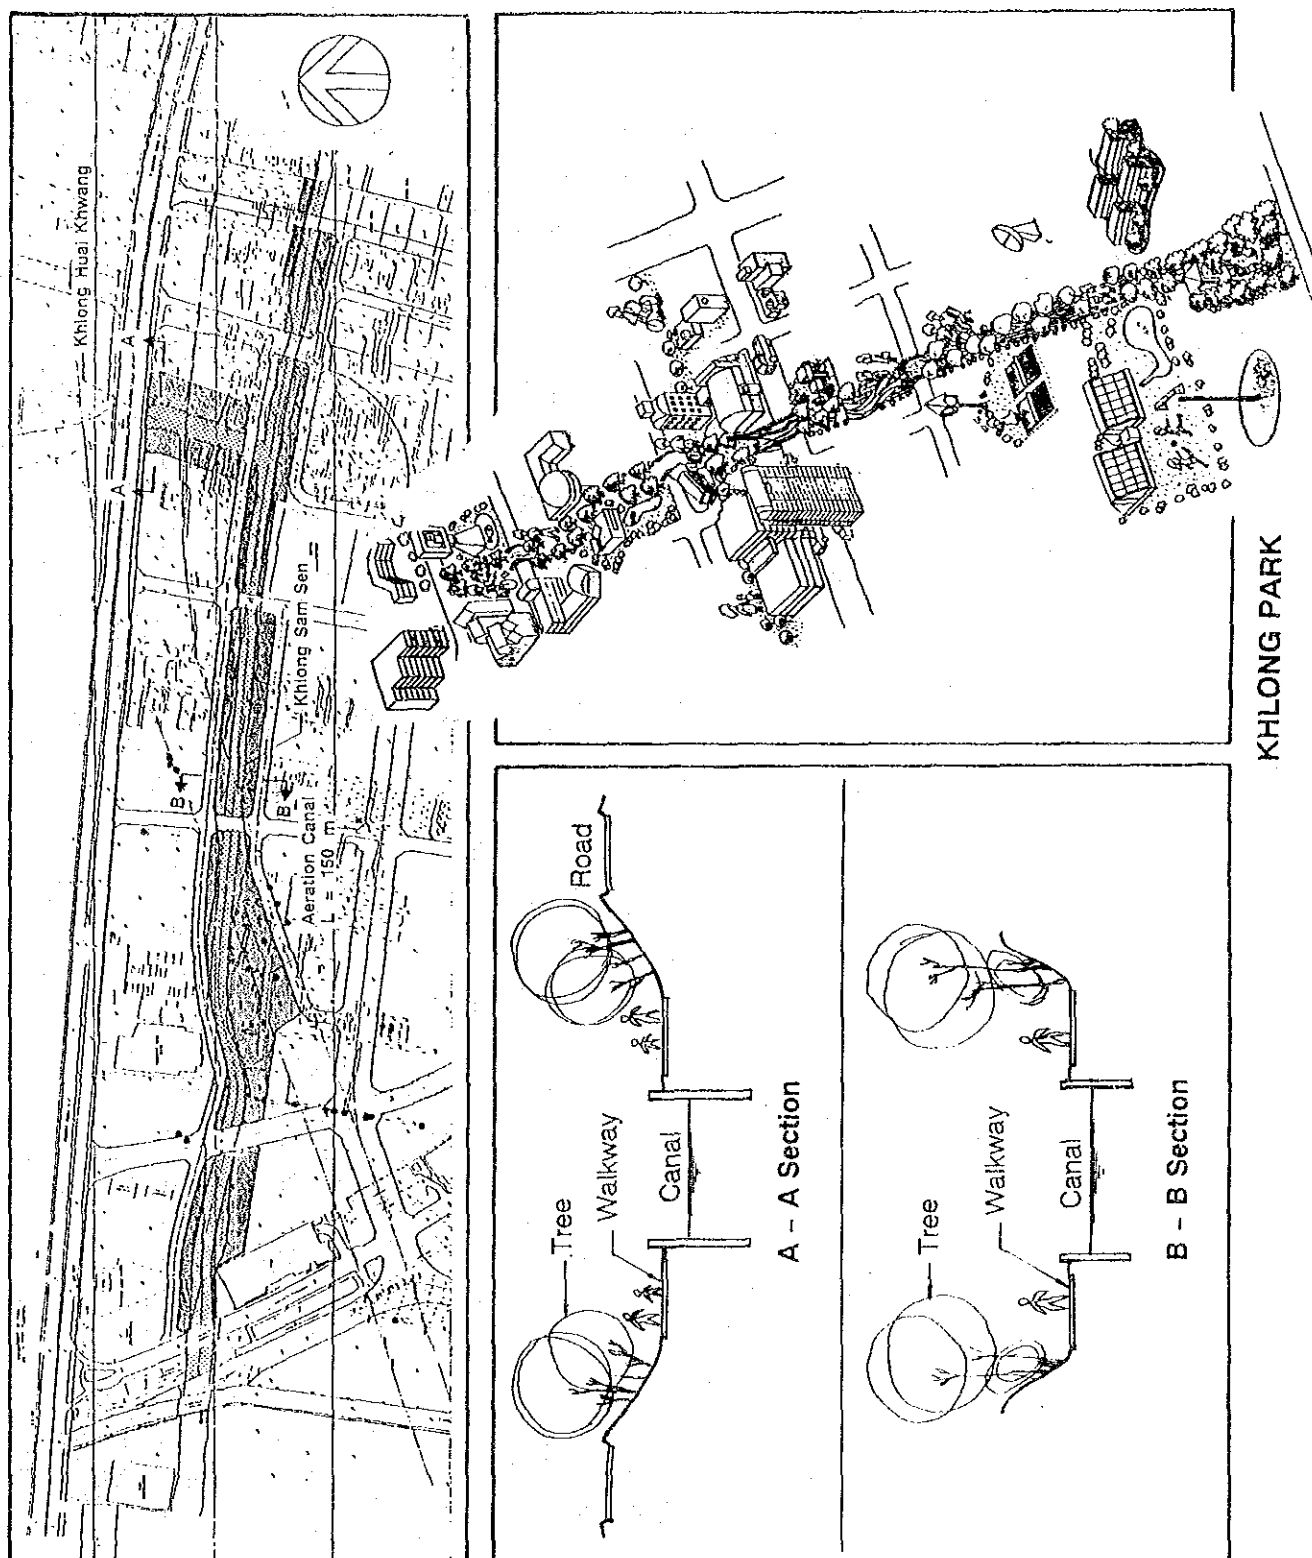 Khlong Huai Khwang
A
A
Khlong Sam Sen
B
B
Aeration Canal
L = 150 m
KHLONG PARK
Road
Tree
Walkway
Canal
A - A Section
Tree
Walkway
Canal
B - B Section